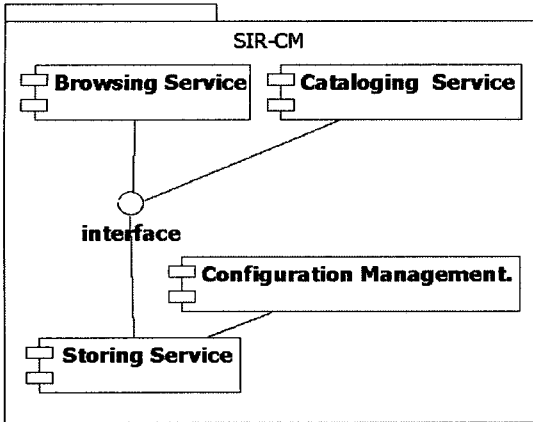 SIR-CM
Browsing Service
Cataloging Service
interface
Configuration Management.
Storing Service